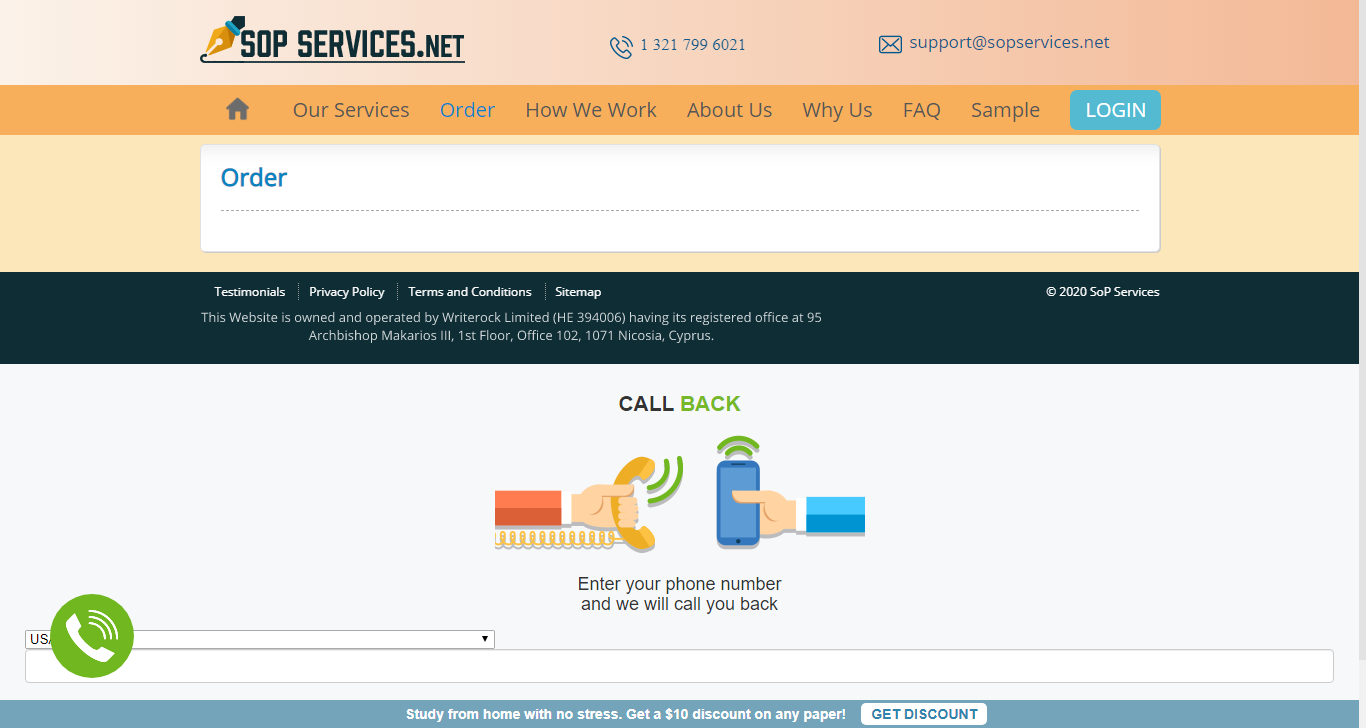 SOP SERVICES.NET
1 321 799 6021
support@sopservices.net
Our Services Order How We Work About Us Why Us FAQ Sample LOGIN
Order
Testimonials Privacy Policy Terms and Conditions Sitemap © 2020 SoP Services
This Website is owned and operated by Writerock Limited (HE 394006) having its registered office at 95
Archbishop Makarios III, 1st Floor, Office 102, 1071 Nicosia, Cyprus.
CALL BACK
Enter your phone number
and we will call you back
Study from home with no stress. Get a $10 discount on any paper! GET DISCOUNT